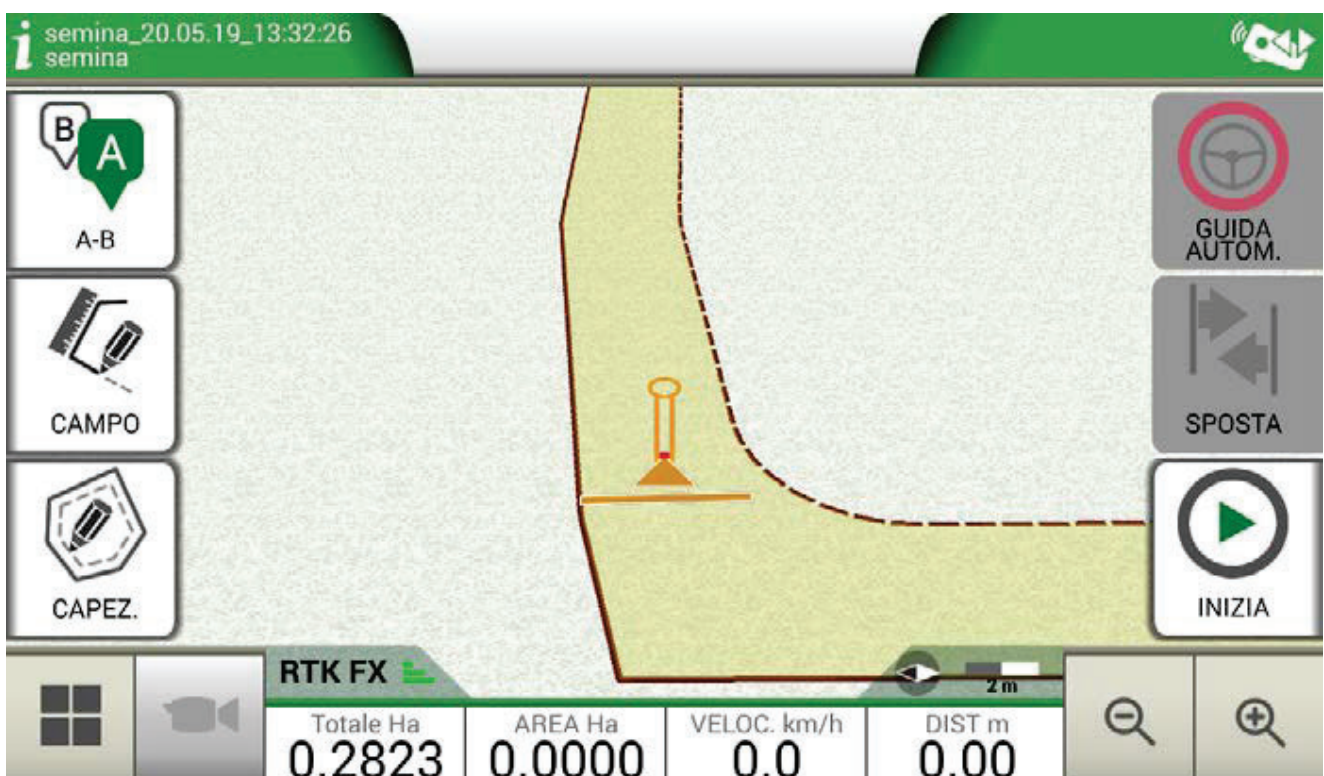 semina_20.05.19_13:32:26
semina
B
A
A-B
CAMPO
CAPEZ.
GUIDA
AUTOM.
SPOSTA
INIZIA
RTK FX
2 m
Totale Ha
0.2823
AREA Ha
0.0000
VELOC. km/h
0.0
DIST m
0.00